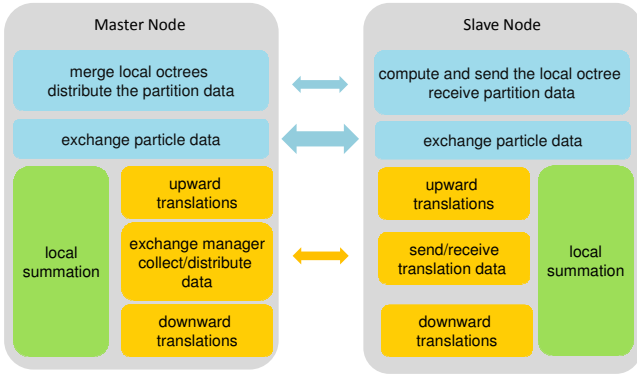 Master Node
merge local octrees
distribute the partition data
exchange particle data
local
summation
upward
translations
exchange manager
collect/distribute
data
downward
translations
Slave Node
compute and send the local octree
receive partition data
exchange particle data
upward
translations
send/receive
translation data
downward
translations
local
summation